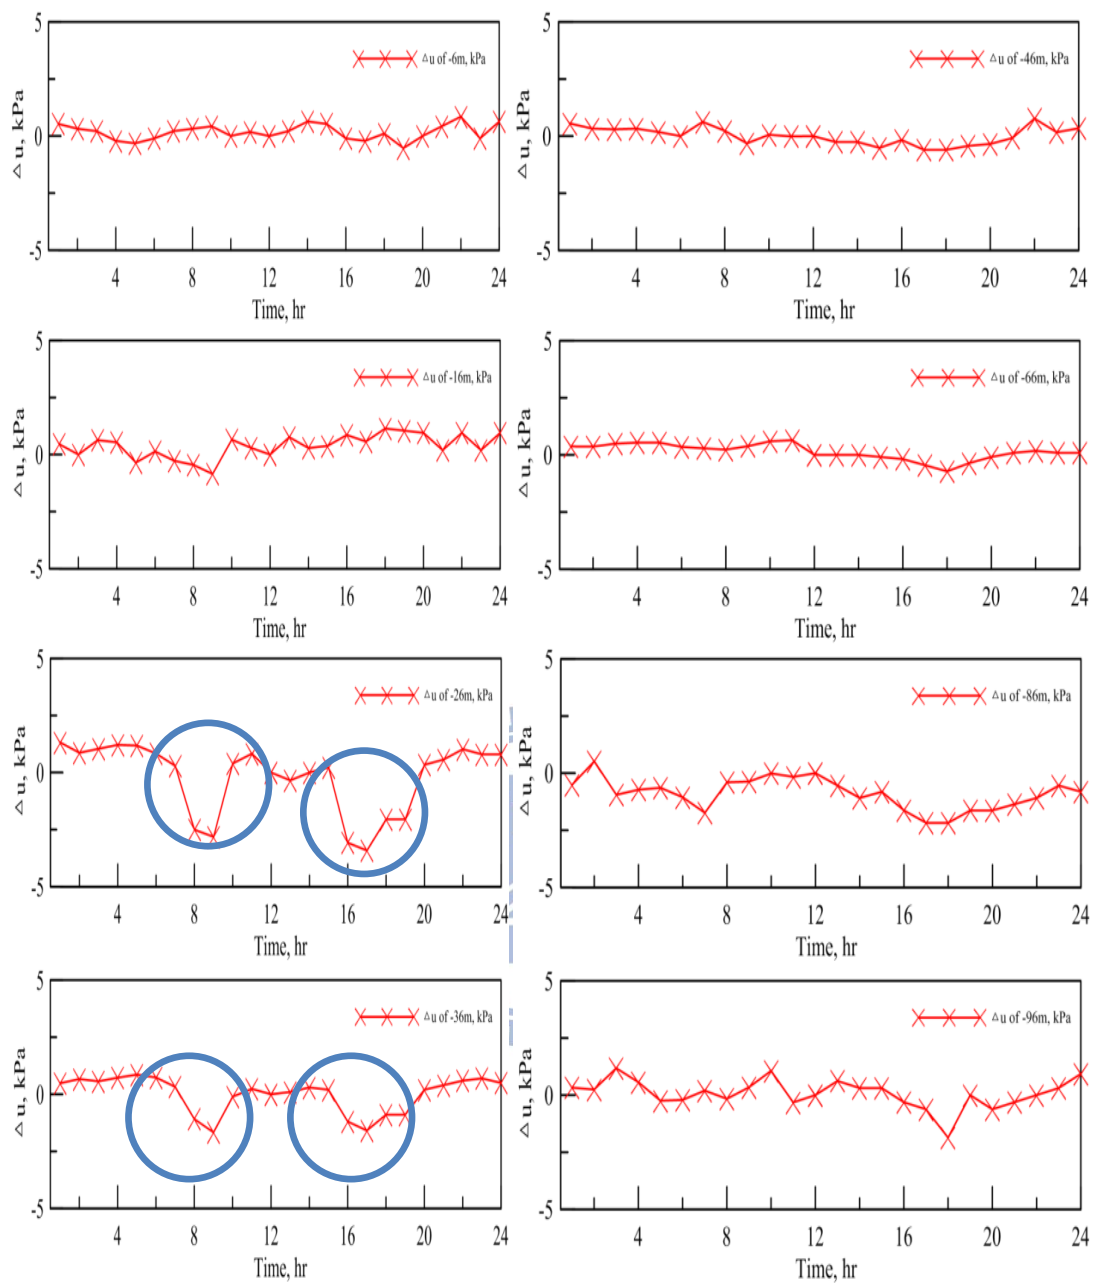 △u of -6m, kPa
△u, kPa
5
0
-5
4 8 12 16 20 24
Time, hr
△u of -46m, kPa
△u, kPa
5
0
-5
4 8 12 16 20 24
Time, hr
△u of -16m, kPa
△u, kPa
5
0
-5
4 8 12 16 20 24
Time, hr
△u of -66m, kPa
△u, kPa
5
0
-5
4 8 12 16 20 24
Time, hr
△u of -26m, kPa
△u, kPa
5
0
-5
4 8 12 16 20 24
Time, hr
△u of -86m, kPa
△u, kPa
5
0
-5
4 8 12 16 20 24
Time, hr
△u of -36m, kPa
△u, kPa
5
0
-5
4 8 12 16 20 24
Time, hr
△u of -96m, kPa
△u, kPa
5
0
-5
4 8 12 16 20 24
Time, hr